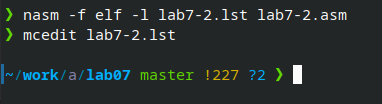 ❯ nasm -f elf -l lab7-2.lst lab7-2.asm
❯ mcedit lab7-2.lst
~/work/a/lab07 master !227 ?2 ❯